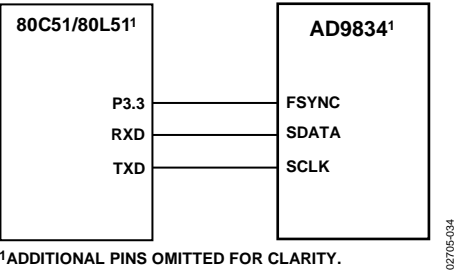 80C51/80L51¹
AD9834¹
P3.3
FSYNC
RXD
SDATA
TXD
SCLK
¹ADDITIONAL PINS OMITTED FOR CLARITY.
02705-034